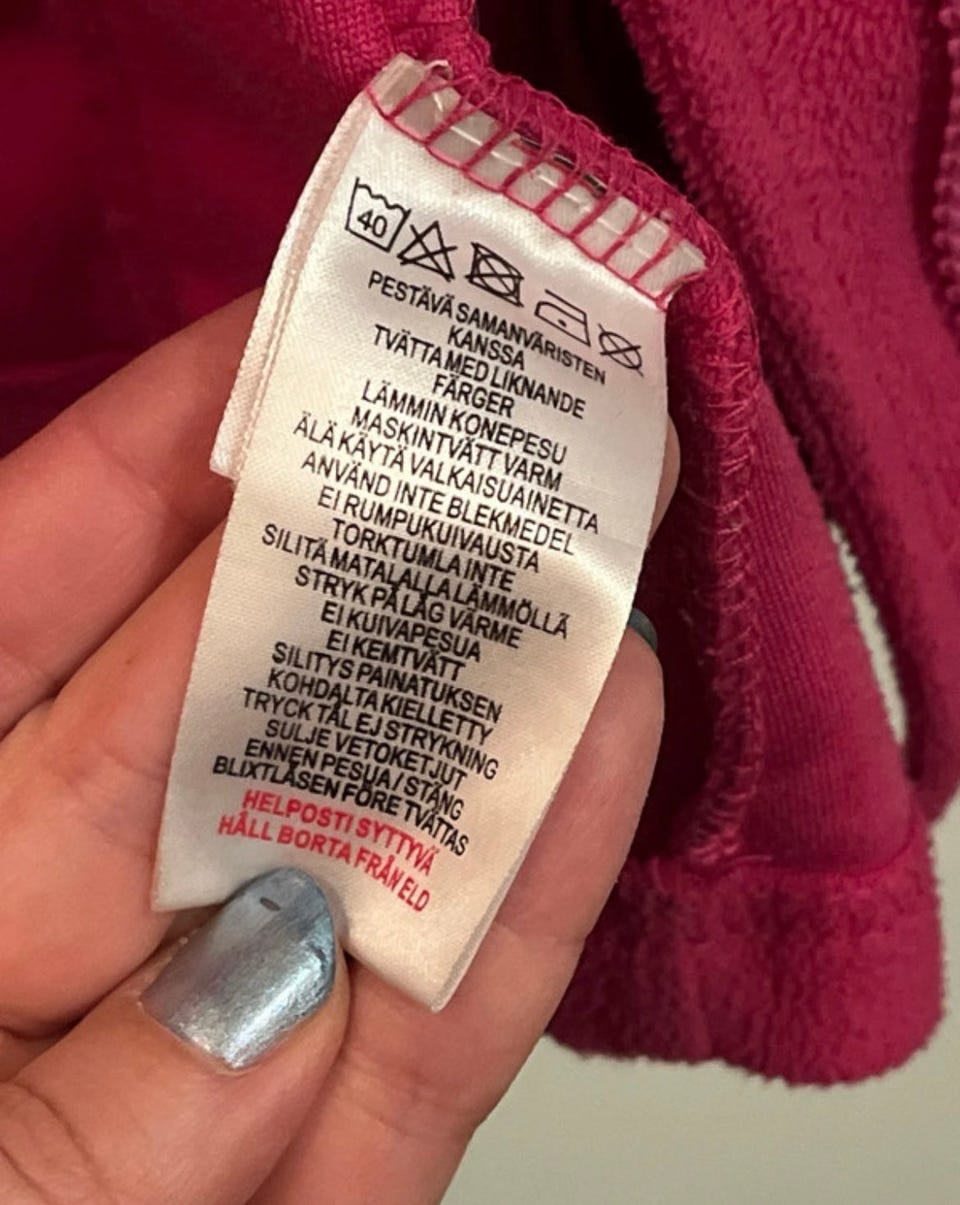 40
PESTÄVÄ SAMANVÄRISTEN
KANSSA
TVÄTTA MED LIKNANDE
FÄRGER
LÄMMIN KONEPESU
MASKINTVÄTT VARM
ÄLÄ KÄYTÄ VALKAISUAINETTA
ANVÄND INTE BLEKMEDEL
EI RUMPUKUIVAUSTA
TORKTUMLA INTE
SILITÄ MATALALLA LÄMMÖLLÄ
STRYK PÅ LÅG VÄRME
EI KUIVAPESUA
EI KEMTVÄTT
SILITYS PAINATUKSEN
KOHDALTA KIELLETTY
TRYCK TÅL EJ STRYKNING
SULJE VETOKETJUT
ENNEN PESUA / STÄNG
BLIXTLÅSEN FÖRE TVÄTTAS
HELPOSTI SYTTYVÄ
HÅLL BORTA FRÅN ELD